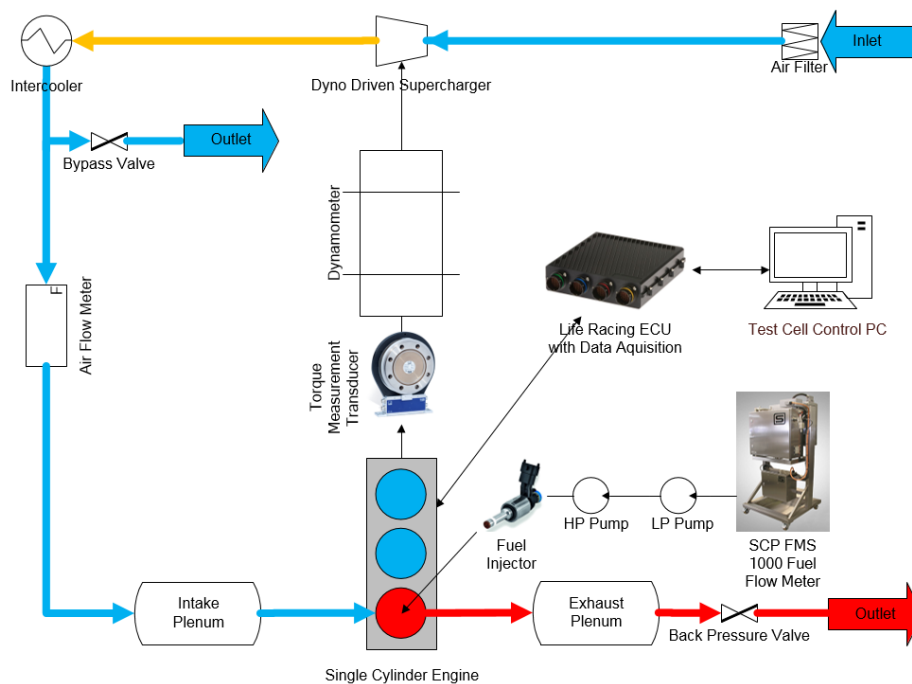 Inlet
Intercooler
Dyno Driven Supercharger
Air Filter
Outlet
Bypass Valve
Dynamometer
F
Air Flow Meter
Life Racing ECU
with Data Aquisition
Test Cell Control PC
Torque
Measurement
Transducer
S
HP Pump
LP Pump
Fuel
Injector
SCP FMS
1000 Fuel
Flow Meter
Intake
Plenum
Exhaust
Plenum
Outlet
Back Pressure Valve
Single Cylinder Engine